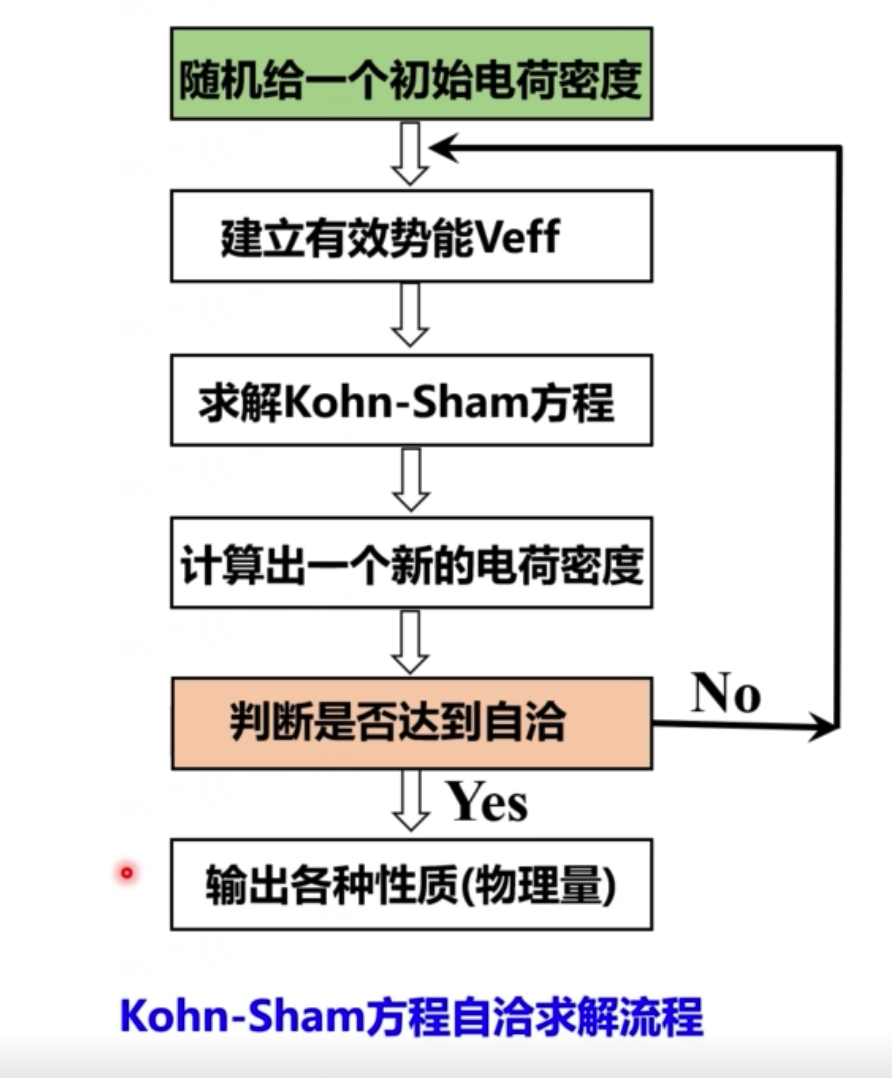 随机给一个初始电荷密度
建立有效势能Veff
求解Kohn-Sham方程
计算出一个新的电荷密度
判断是否达到自洽
No
Yes
输出各种性质(物理量)
Kohn-Sham方程自洽求解流程